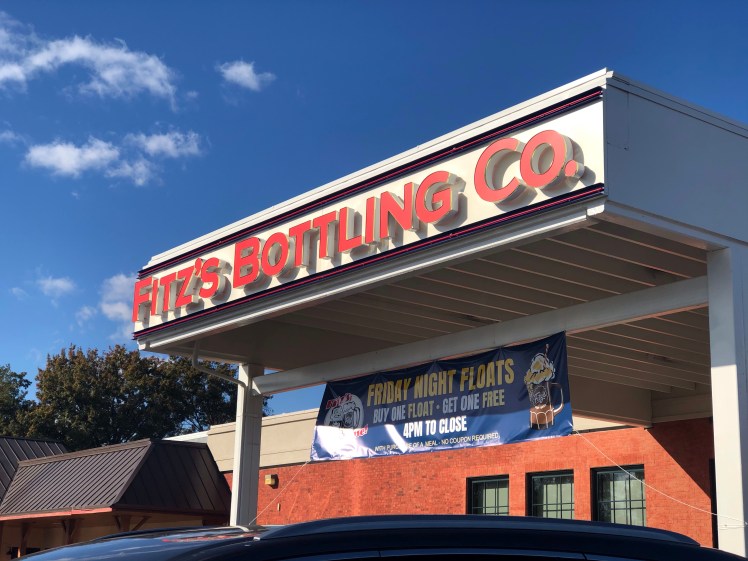 FITZ'S BOTTLING CO.
FRIDAY NIGHT FLOATS
BUY ONE FLOAT - GET ONE FREE
4PM TO CLOSE
WITH PURCHASE OF A MEAL - NO COUPON REQUIRED